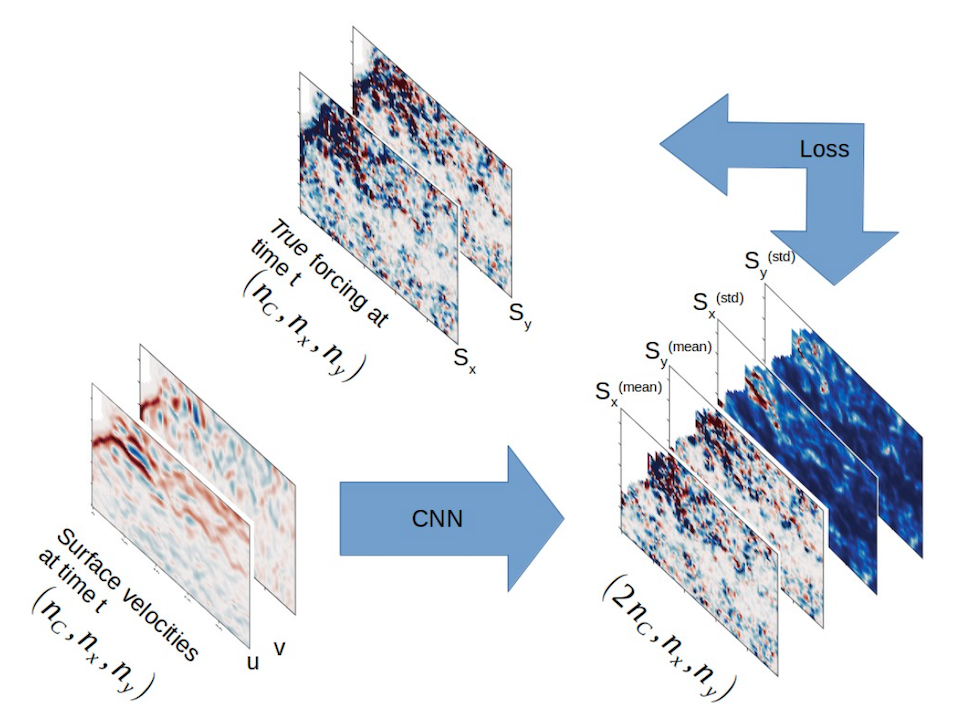 Loss
True forcing at
time t
(n_C, n_x, n_y)
S_x
S_y
S_x^(mean)
S_y^(mean)
S_x^(std)
S_y^(std)
CNN
Surface velocities
at time t
(n_C, n_x, n_y)
u
v
(2n_C, n_x, n_y)